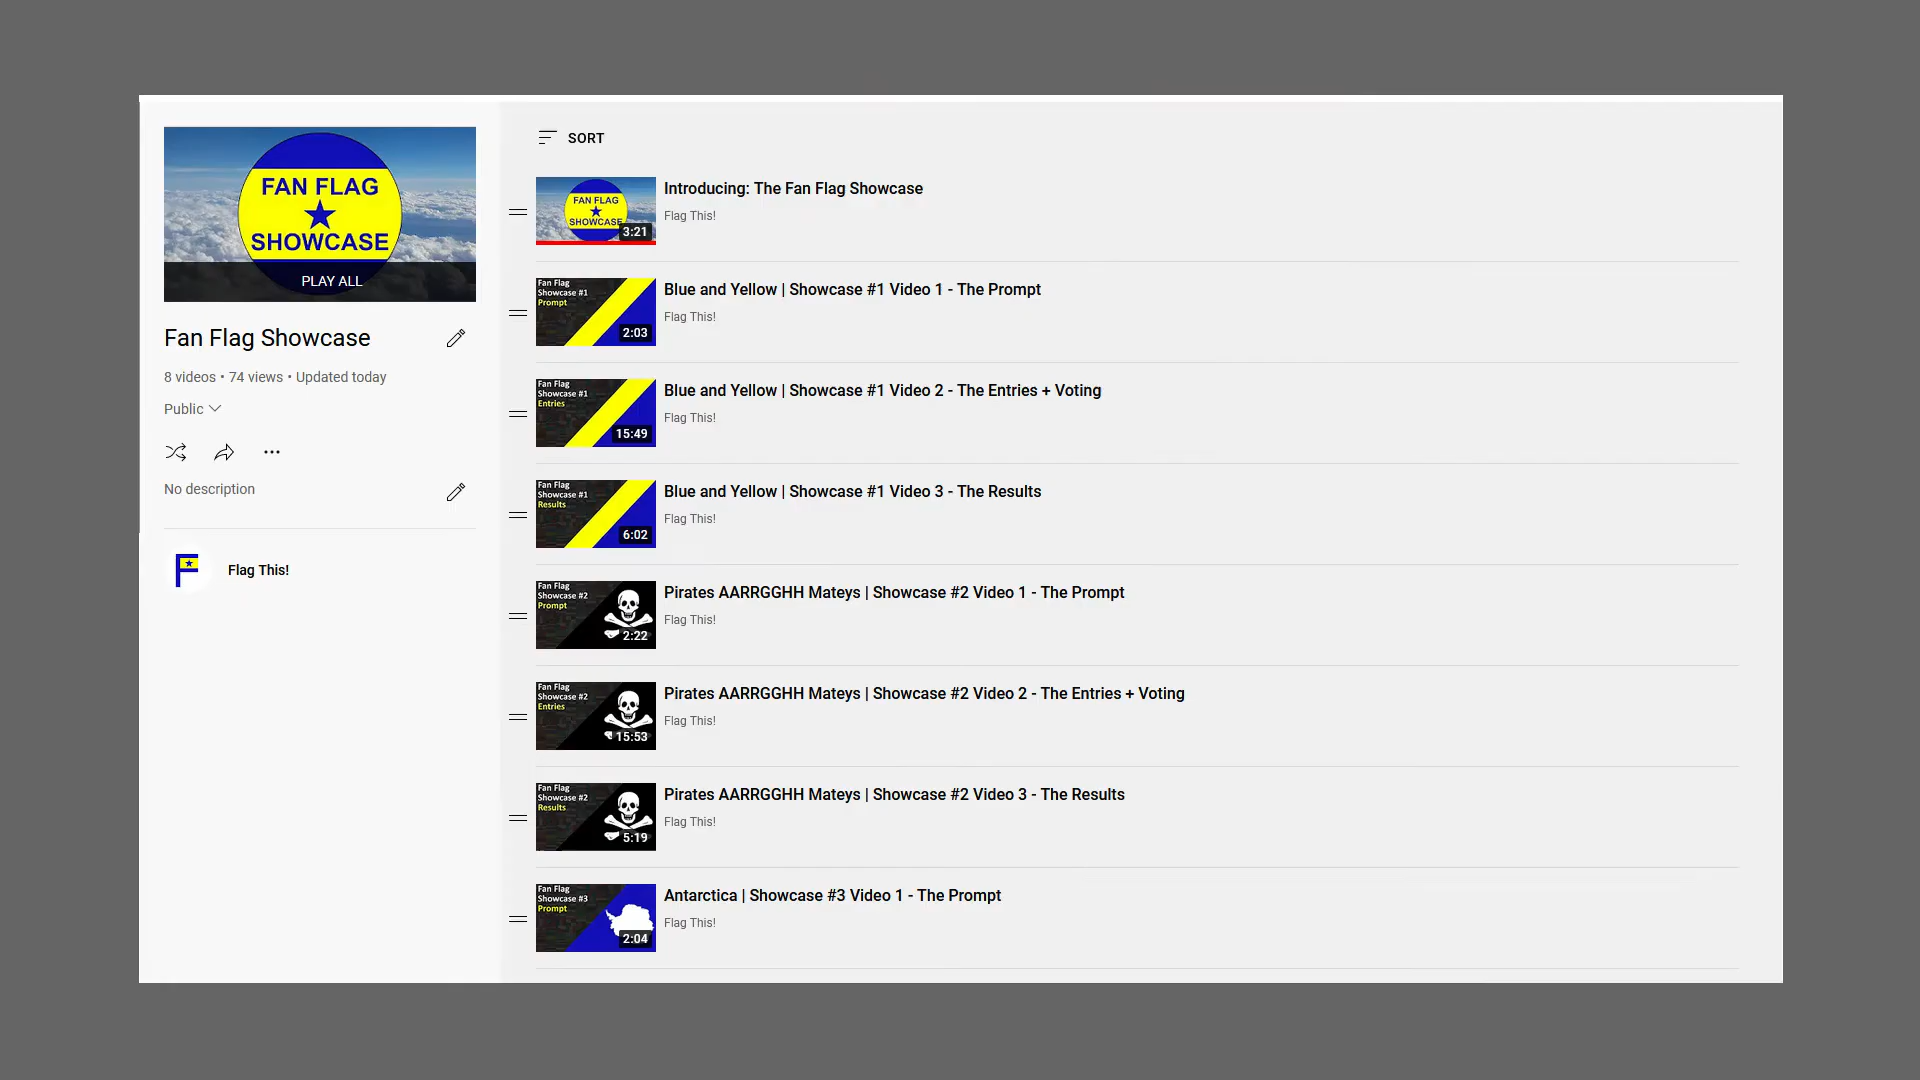 FAN FLAG
SHOWCASE
PLAY ALL
Fan Flag Showcase
8 videos • 74 views • Updated today
Public
No description
Flag This!
SORT
FAN FLAG
SHOWCASE
3:21
Introducing: The Fan Flag Showcase
Flag This!
Fan Flag
Showcase #1
Prompt
2:03
Blue and Yellow | Showcase #1 Video 1 - The Prompt
Flag This!
Fan Flag
Showcase #1
Entries
15:49
Blue and Yellow | Showcase #1 Video 2 - The Entries + Voting
Flag This!
Fan Flag
Showcase #1
Results
6:02
Blue and Yellow | Showcase #1 Video 3 - The Results
Flag This!
Fan Flag
Showcase #2
Prompt
2:22
Pirates AARRGGHH Mateys | Showcase #2 Video 1 - The Prompt
Flag This!
Fan Flag
Showcase #2
Entries
15:53
Pirates AARRGGHH Mateys | Showcase #2 Video 2 - The Entries + Voting
Flag This!
Fan Flag
Showcase #2
Results
5:19
Pirates AARRGGHH Mateys | Showcase #2 Video 3 - The Results
Flag This!
Fan Flag
Showcase #3
Prompt
2:04
Antarctica | Showcase #3 Video 1 - The Prompt
Flag This!